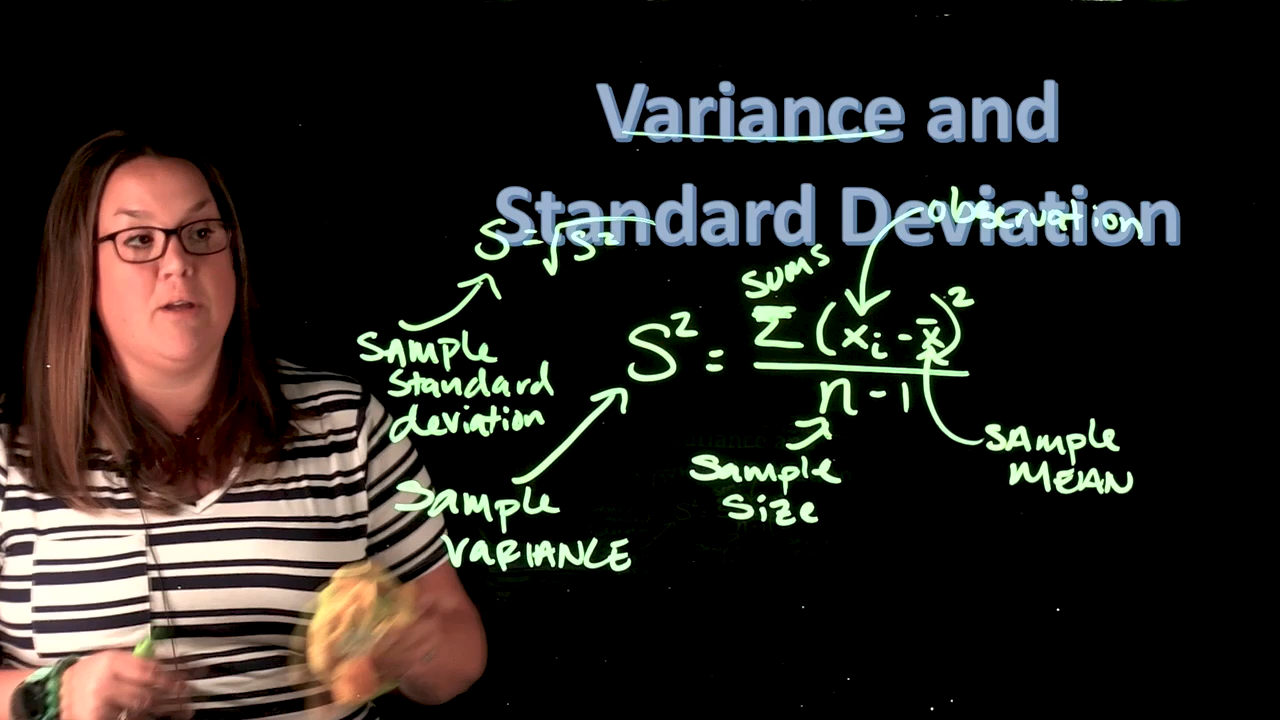 Variance and
Standard Deviation
observation
S = √S²
sums
S² = Σ (xᵢ - x̄)² / n - 1
SAmple
Standard
deviation
SAmple
MEAN
Sample
Size
Sample
VARIANCE